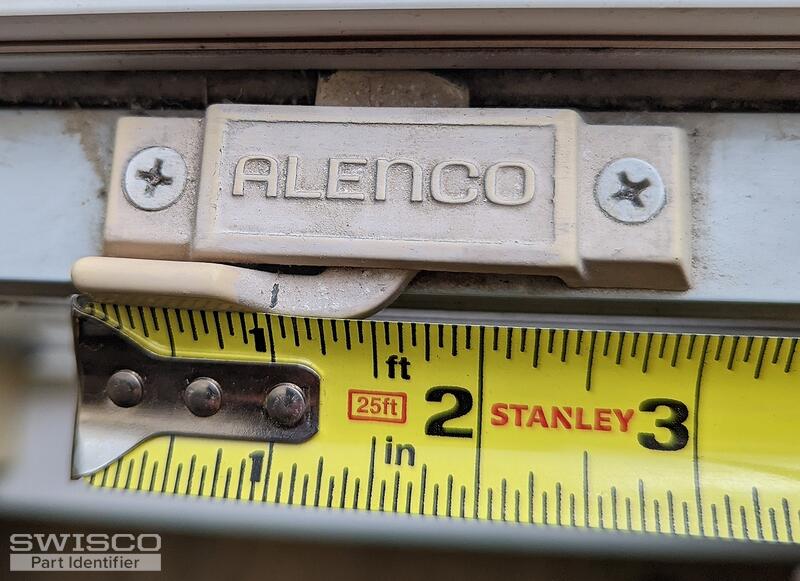 ALENCO
1 ft
25ft 2 STANLEY 3
1 in
SWISCO
Part Identifier